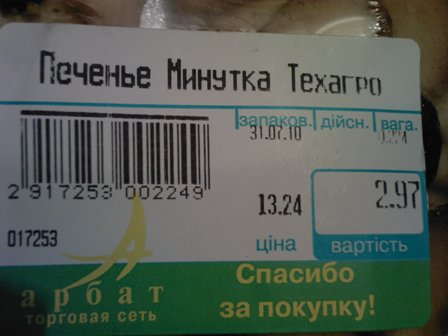 Печенье Минутка Техагро
запаков. дійсн. вага.
31.07.10
2 917253 002249
13.24 2.97
017253
ціна вартість
арбат
торговая сеть
Спасибо
за покупку!